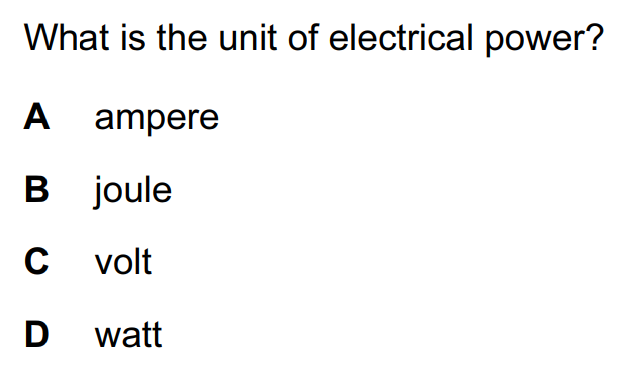 What is the unit of electrical power?
A ampere
B joule
C volt
D watt